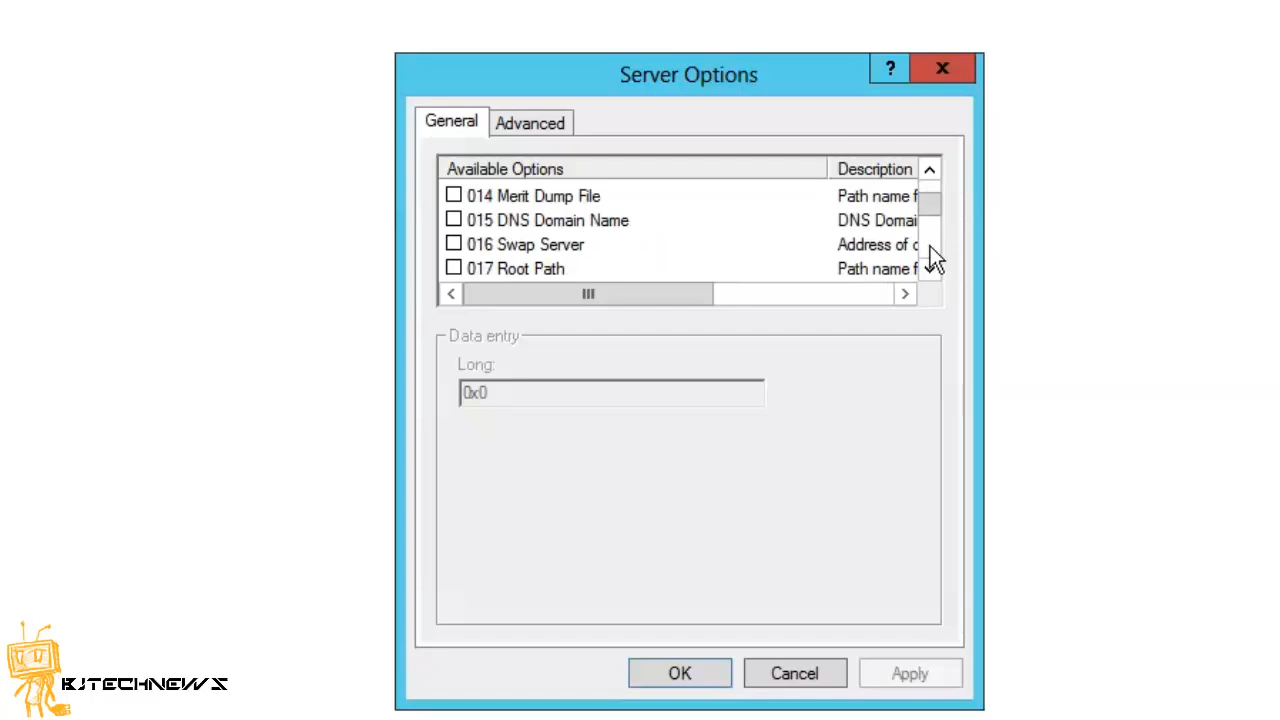 Server Options
?
x
General
Advanced
Available Options
Description
014 Merit Dump File
Path name f
015 DNS Domain Name
DNS Domai
016 Swap Server
Address of c
017 Root Path
Path name f
Data entry
Long:
0x0
OK
Cancel
Apply
BJTECHNEWS